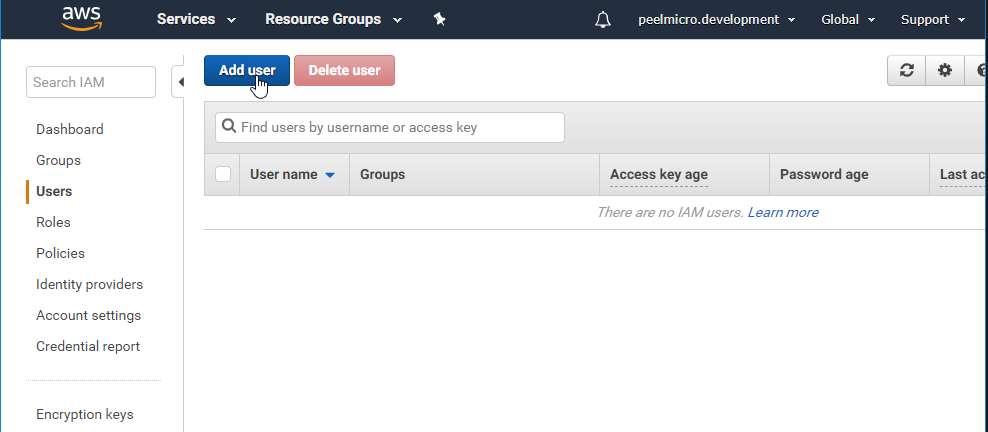 aws Services Resource Groups peelmicro.development Global Support
Search IAM
Add user Delete user
Find users by username or access key
Dashboard
Groups
Users
Roles
Policies
Identity providers
Account settings
Credential report
Encryption keys
User name Groups Access key age Password age Last ac
There are no IAM users. Learn more